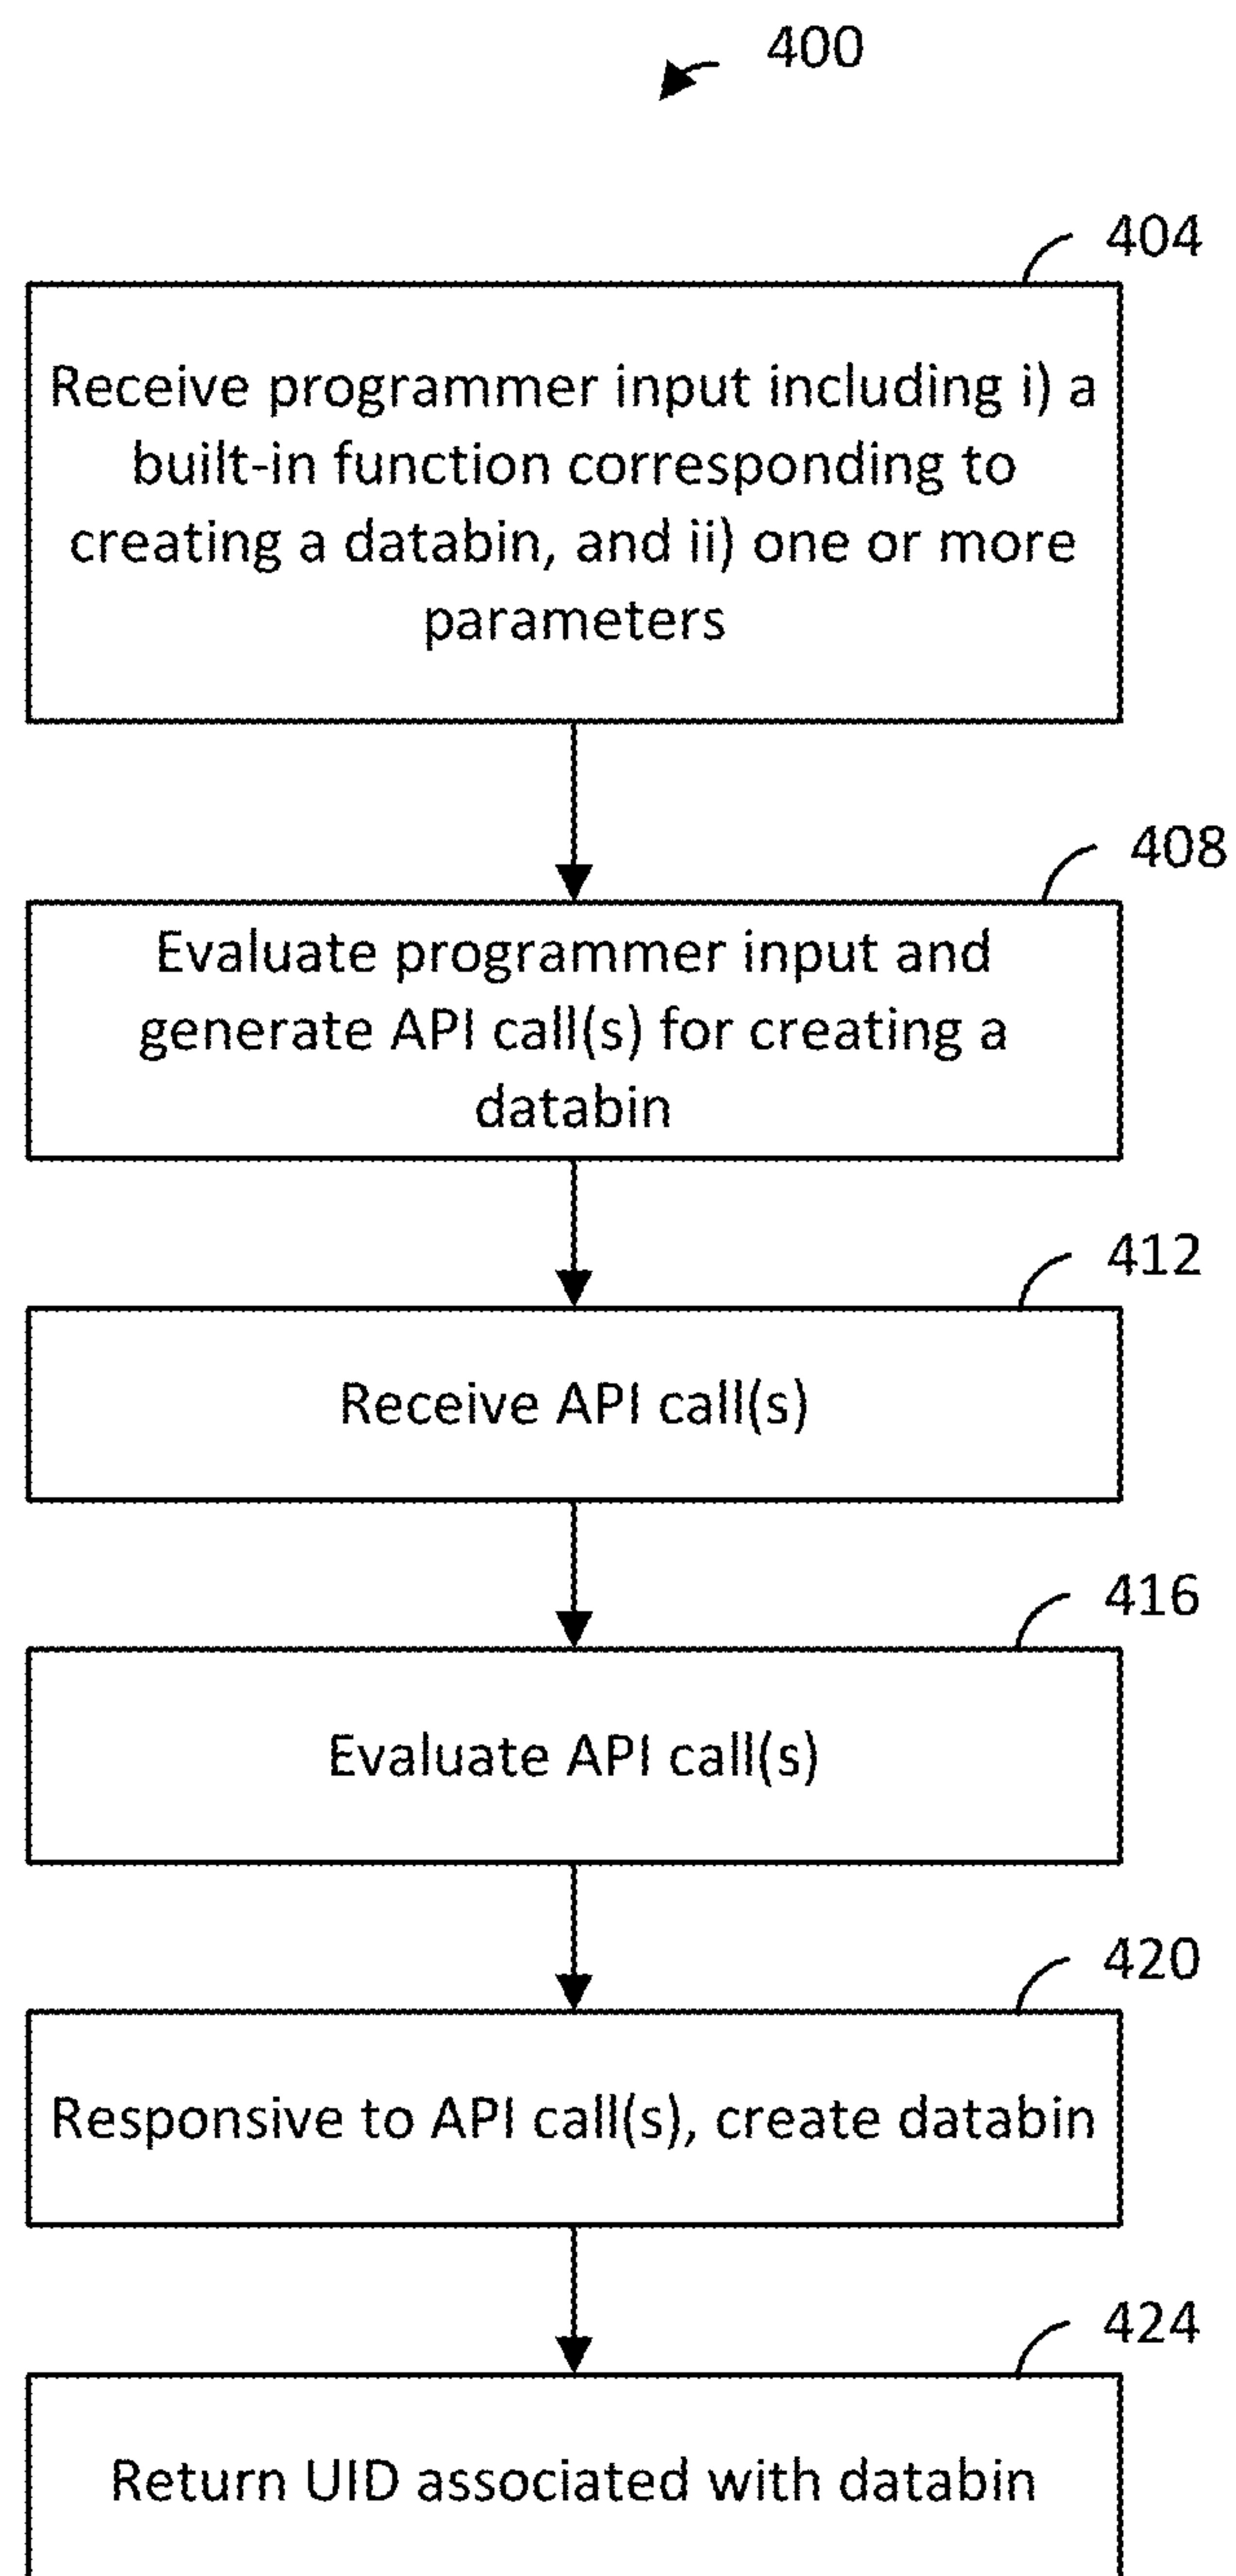 400
404
Receive programmer input including i) a
built-in function corresponding to
creating a databin, and ii) one or more
parameters
408
Evaluate programmer input and
generate API call(s) for creating a
databin
412
Receive API call(s)
416
Evaluate API call(s)
420
Responsive to API call(s), create databin
424
Return UID associated with databin